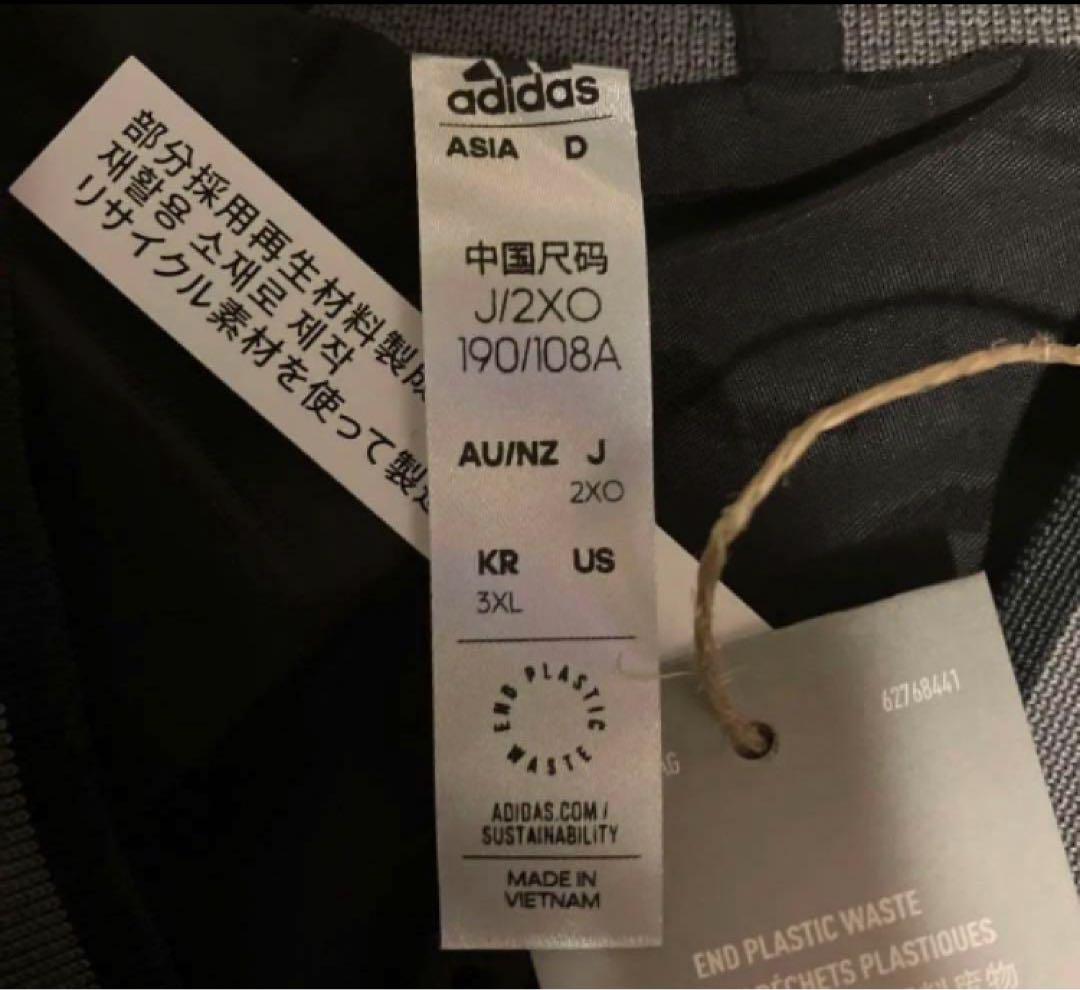 部分採用再生材料製
재활용 소재로 제작
リサイクル素材を使って製
adidas
ASIA D
中国尺码
J/2XO
190/108A
AU/NZ J
2XO
KR US
3XL
END PLASTIC WASTE
ADIDAS.COM/
SUSTAINABILITY
MADE IN
VIETNAM
62768441
END PLASTIC WASTE
DÉCHETS PLASTIQUES